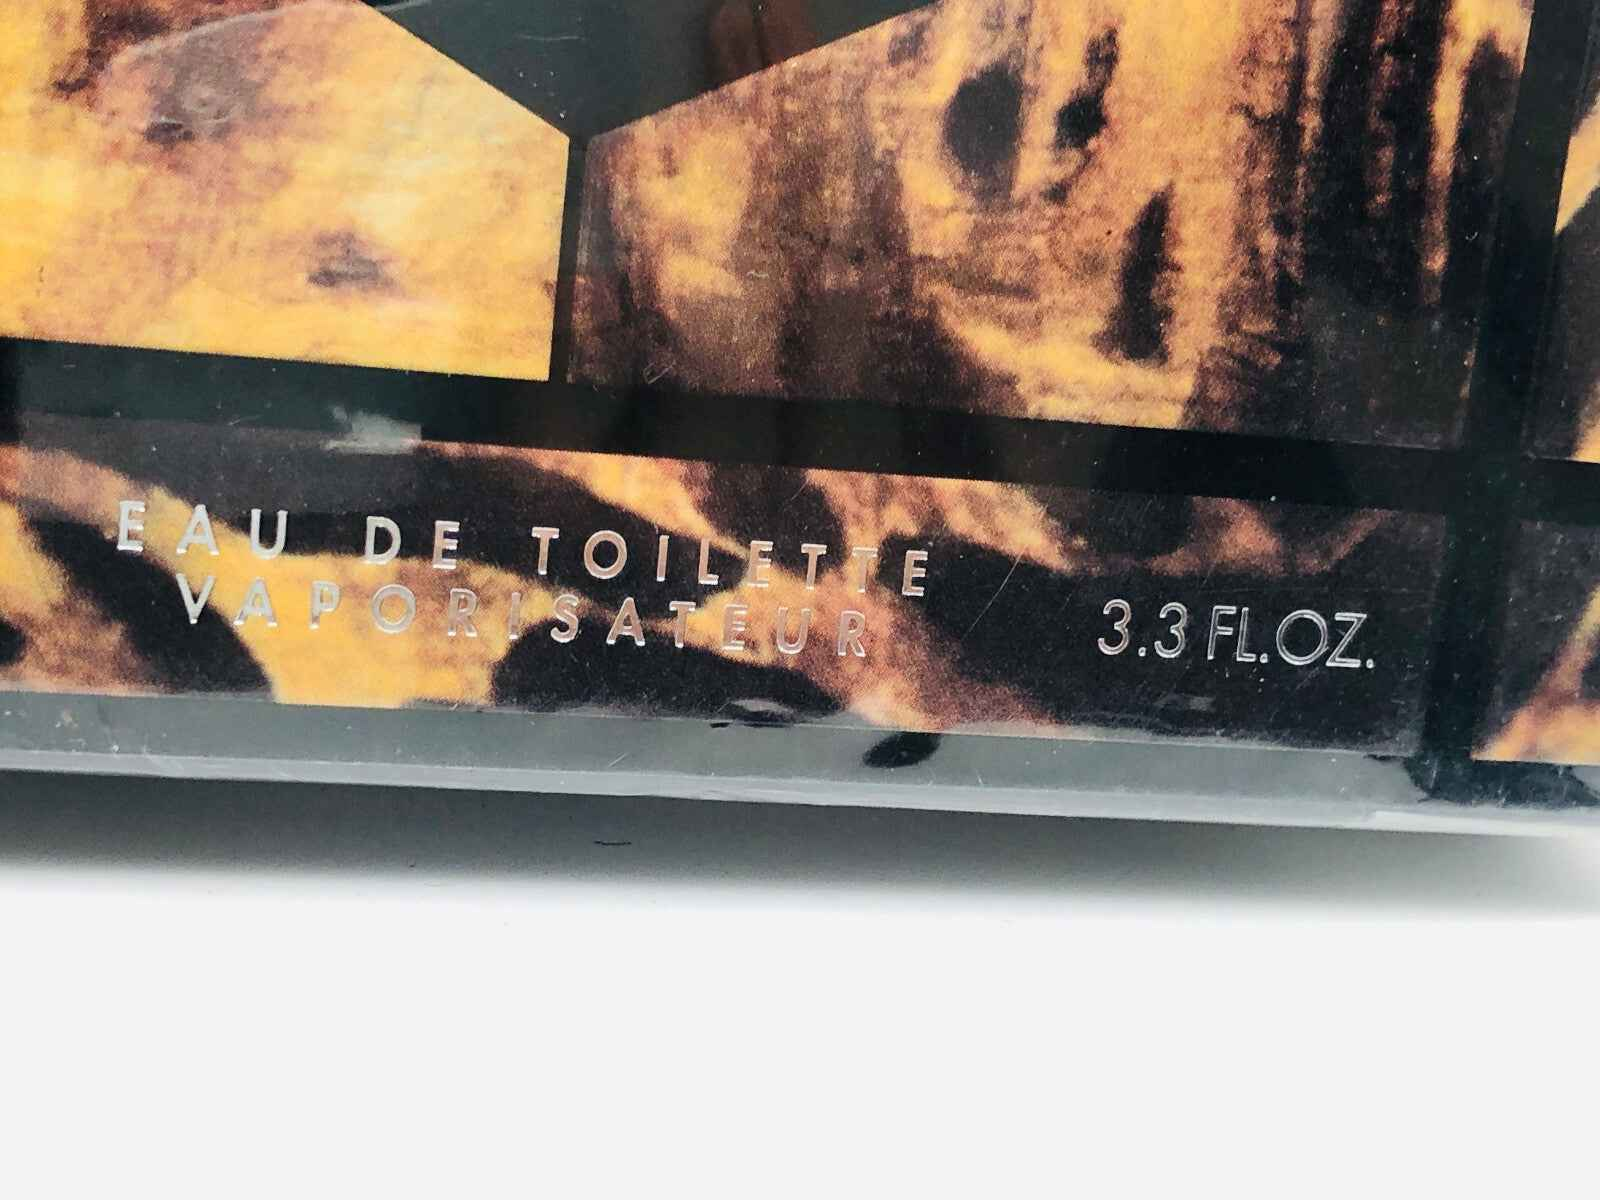 EAU DE TOILETTE
VAPORISATEUR
3.3 FL.OZ.